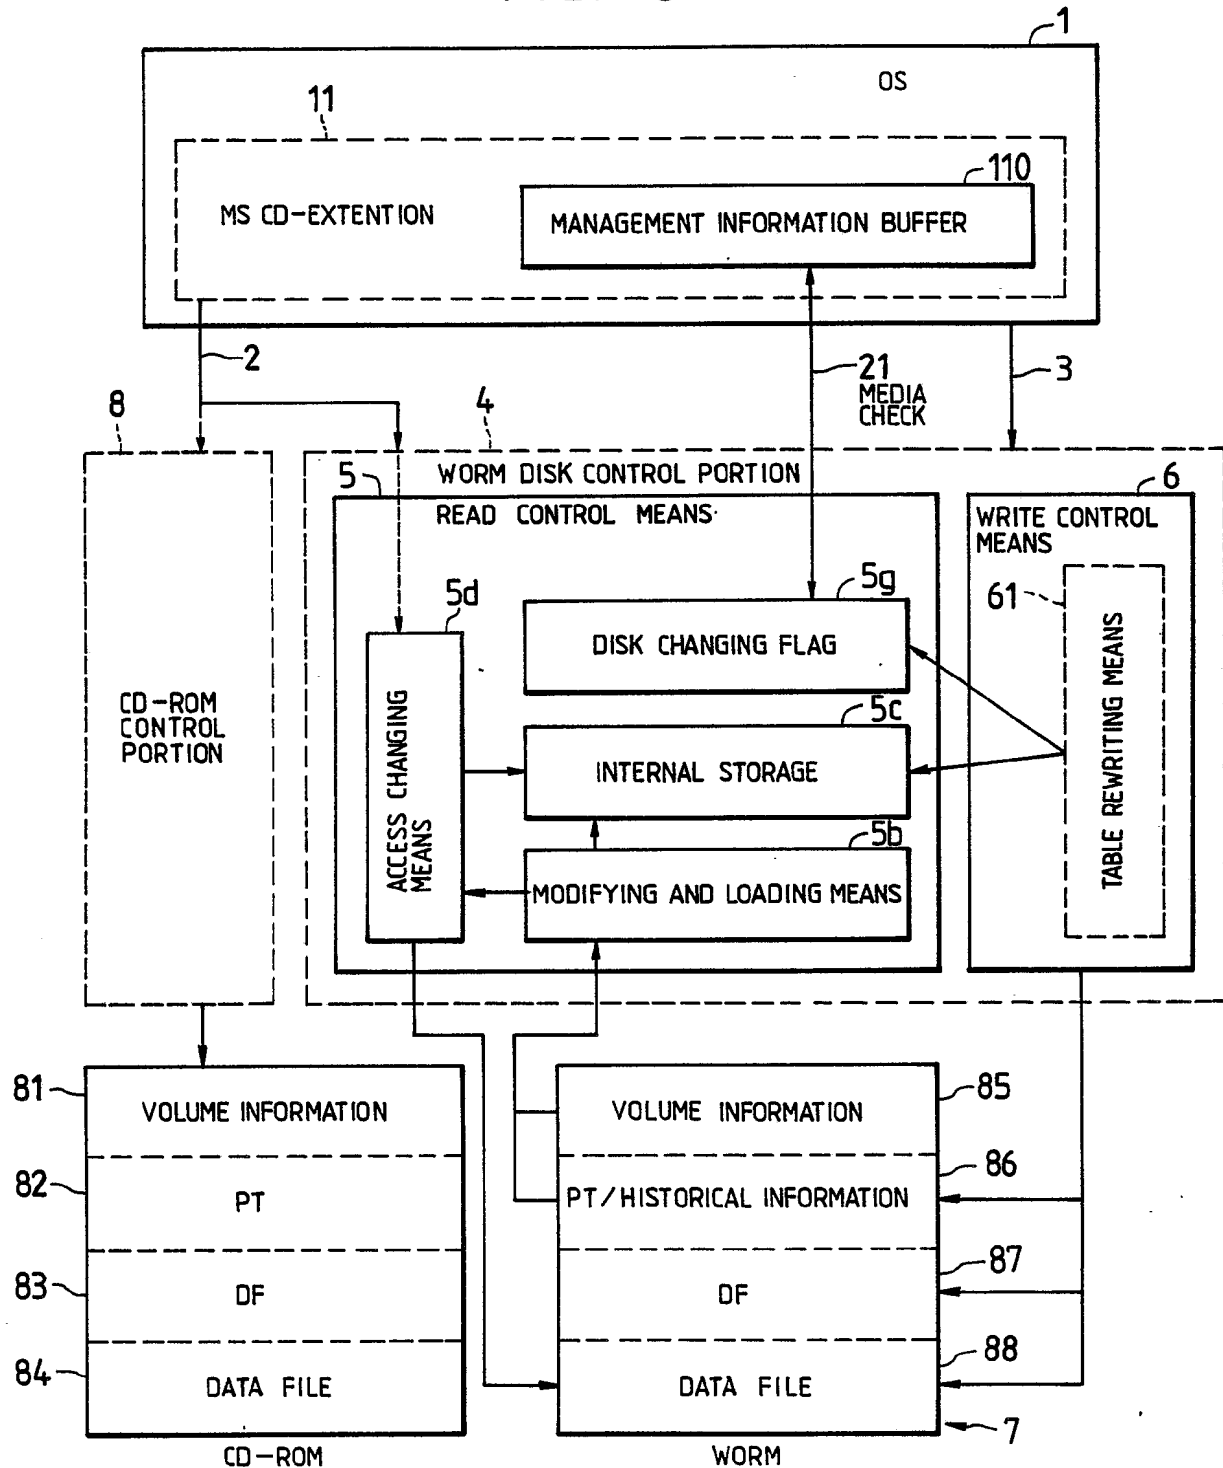 1
OS
11
110
MS CD-EXTENTION
MANAGEMENT INFORMATION BUFFER
2
21
MEDIA
CHECK
3
8
4
WORM DISK CONTROL PORTION
5
READ CONTROL MEANS
6
WRITE CONTROL
MEANS
5d
5g
61
DISK CHANGING FLAG
CD-ROM
CONTROL
PORTION
ACCESS CHANGING
MEANS
5c
INTERNAL STORAGE
TABLE REWRITING MEANS
5b
MODIFYING AND LOADING MEANS
81
VOLUME INFORMATION
82
PT
83
DF
84
DATA FILE
CD-ROM
85
VOLUME INFORMATION
86
PT/HISTORICAL INFORMATION
87
DF
88
DATA FILE
7
WORM